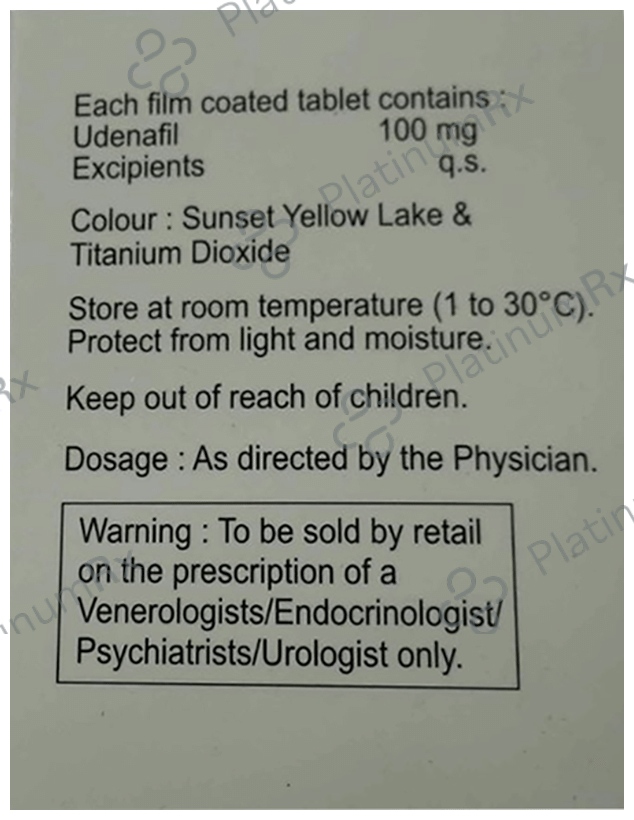 Each film coated tablet contains :
Udenafil 100 mg
Excipients q.s.
Colour : Sunset Yellow Lake &
Titanium Dioxide
Store at room temperature (1 to 30°C).
Protect from light and moisture.
Keep out of reach of children.
Dosage : As directed by the Physician.
Warning : To be sold by retail
on the prescription of a
Venerologists/Endocrinologist/
Psychiatrists/Urologist only.
PlatinumRx
PlatinumRx